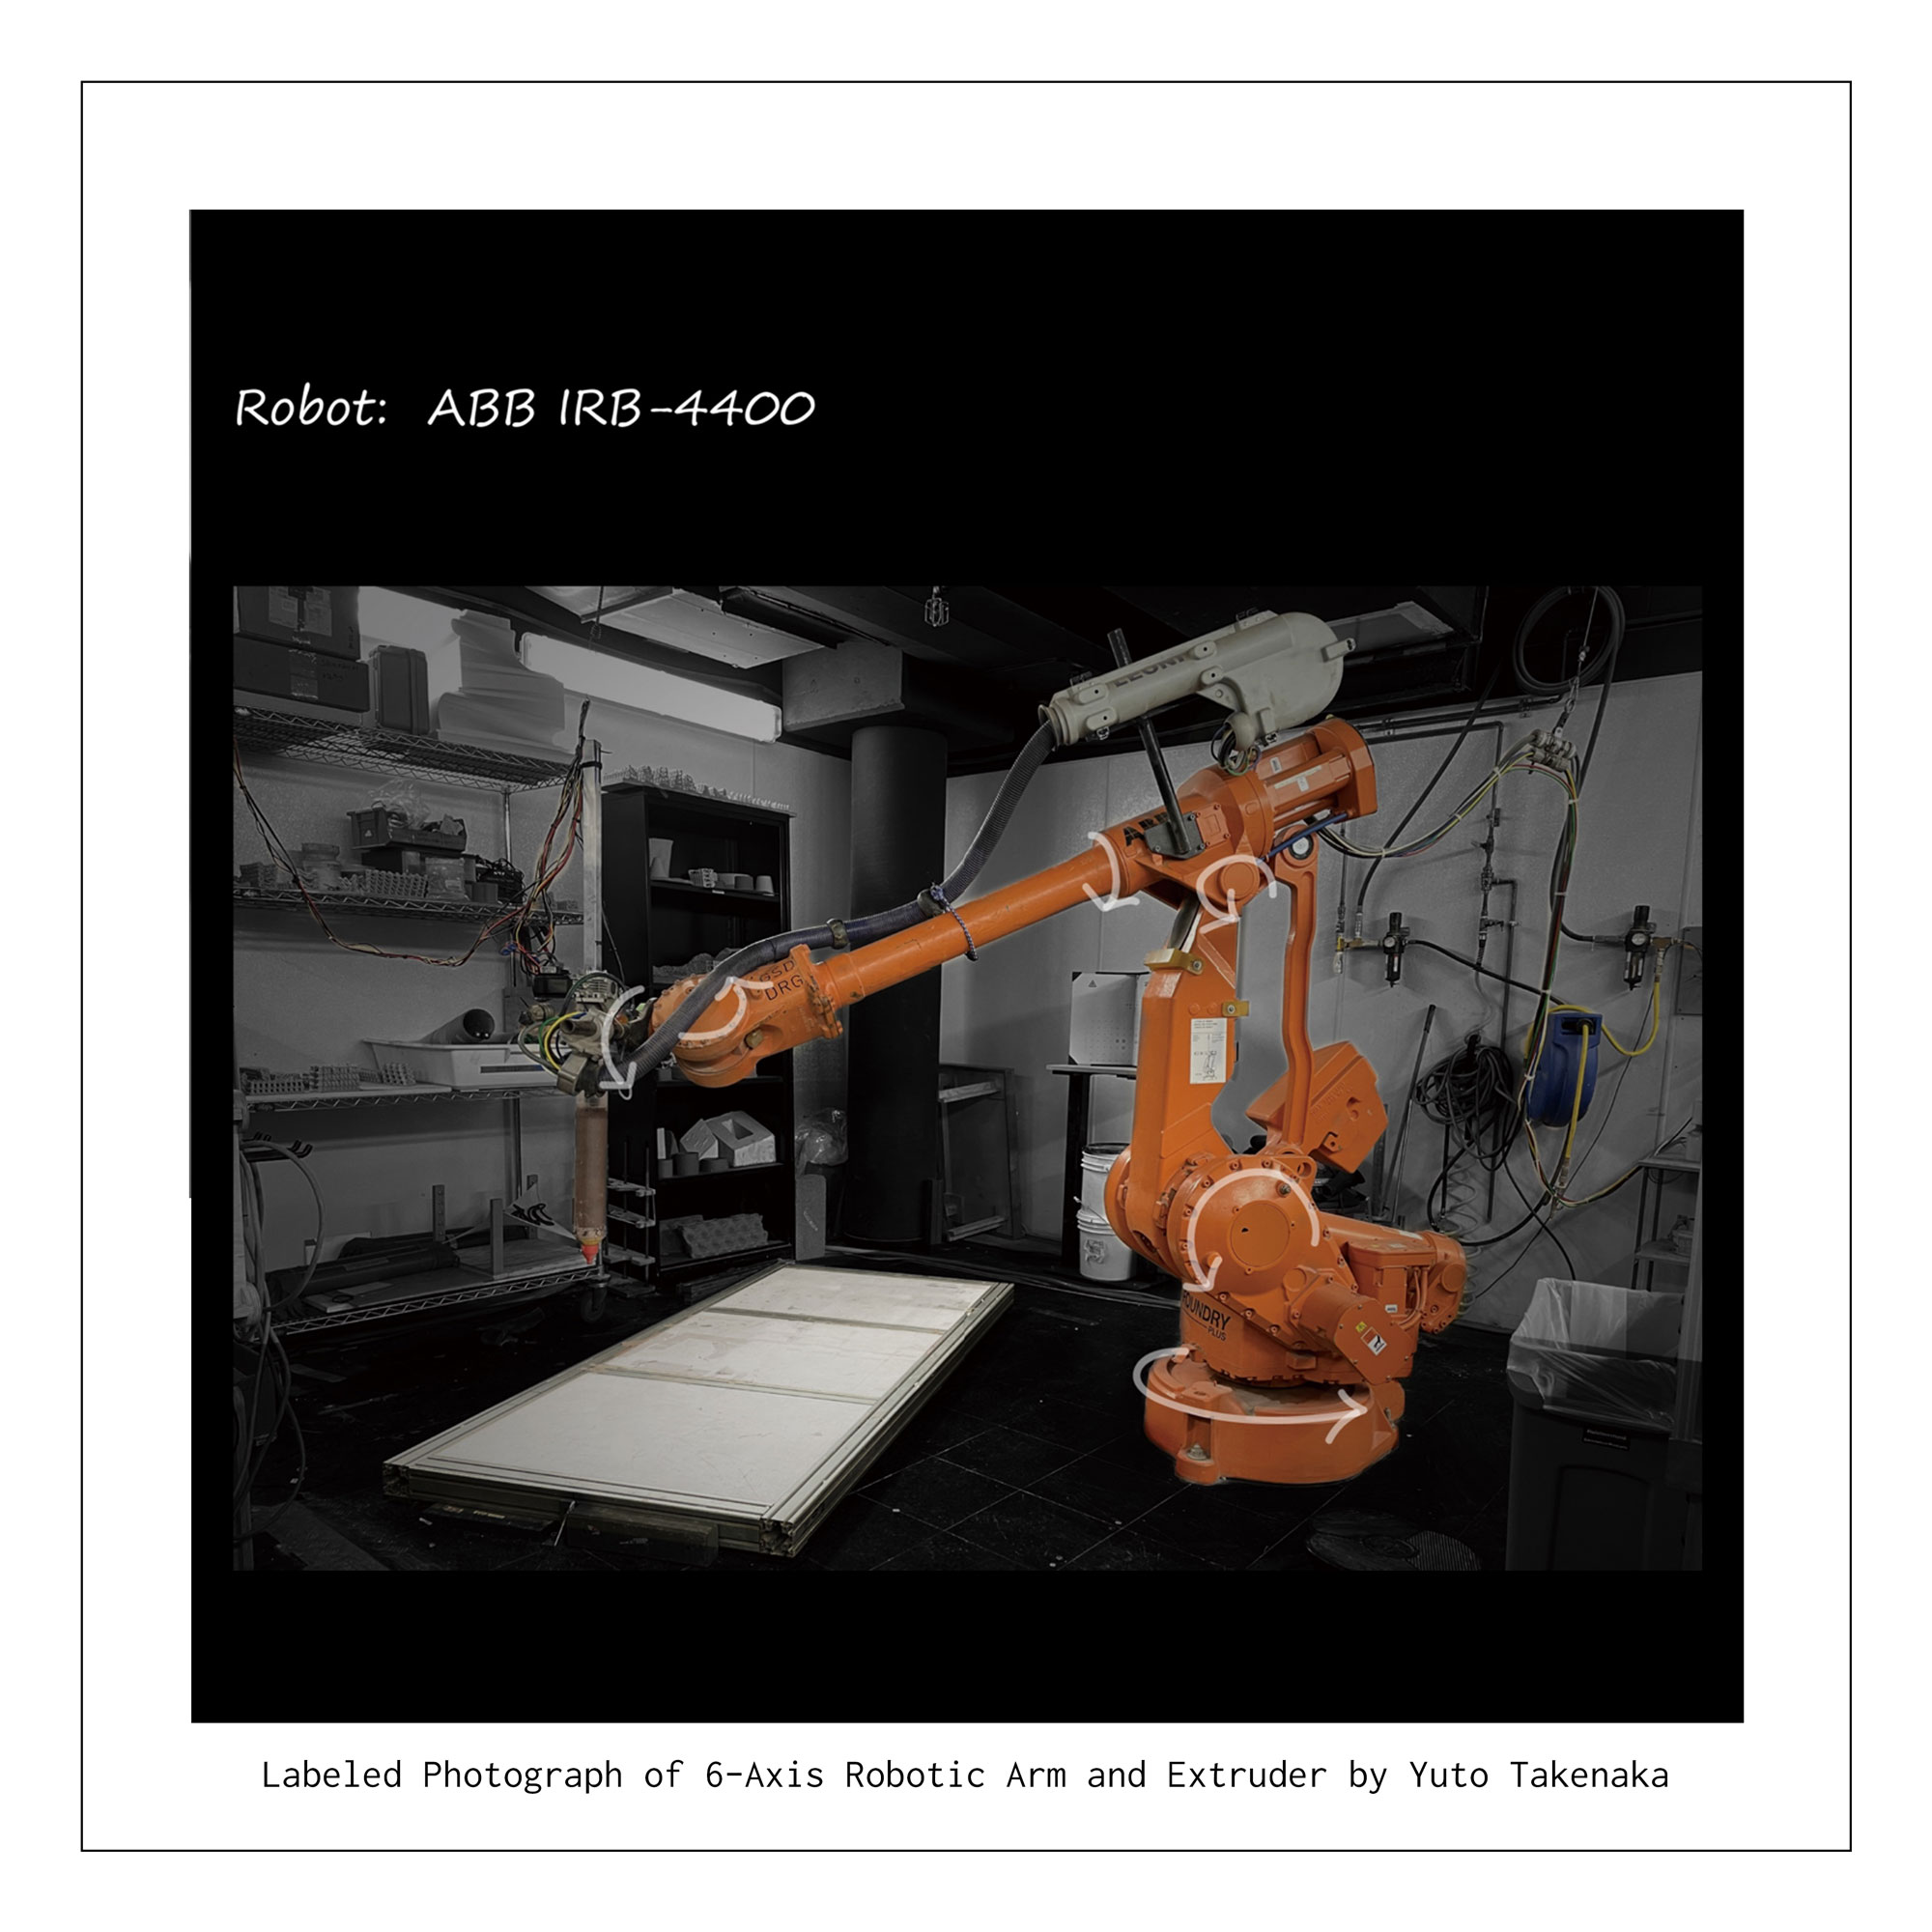 Robot: ABB IRB-4400
ABB
GSD
DRG
FOUNDRY
PLUS
Labeled Photograph of 6-Axis Robotic Arm and Extruder by Yuto Takenaka